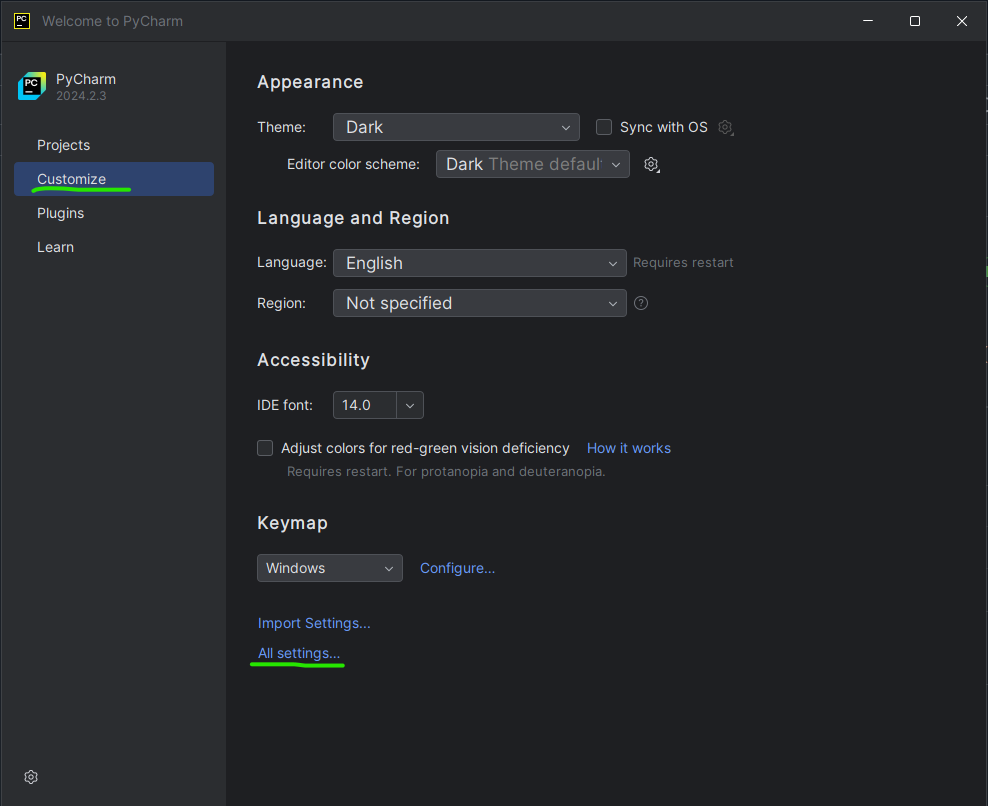 PC Welcome to PyCharm
PC PyCharm
2024.2.3
Projects
Customize
Plugins
Learn
Appearance
Theme: Dark Sync with OS
Editor color scheme: Dark Theme defaul
Language and Region
Language: English Requires restart
Region: Not specified ?
Accessibility
IDE font: 14.0
Adjust colors for red-green vision deficiency How it works
Requires restart. For protanopia and deuteranopia.
Keymap
Windows Configure...
Import Settings...
All settings...